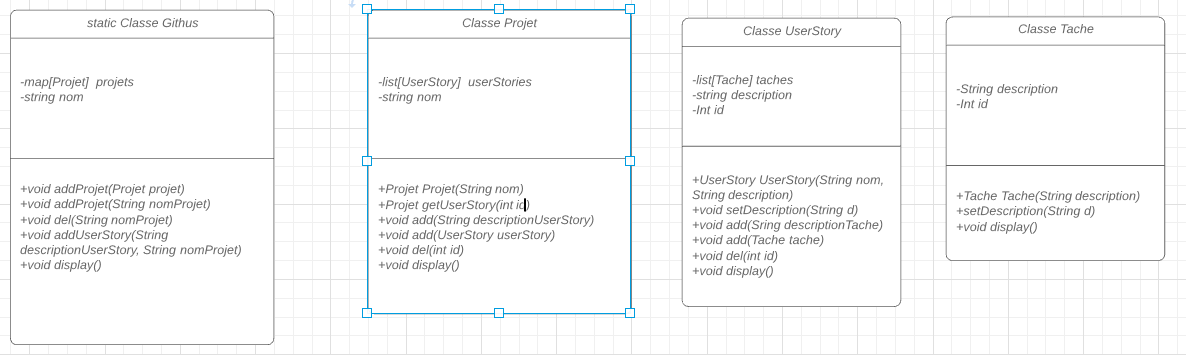 static Classe Githus
-map[Projet]  projets
-string nom
+void addProjet(Projet projet)
+void addProjet(String nomProjet)
+void del(String nomProjet)
+void addUserStory(String
descriptionUserStory, String nomProjet)
+void display()
Classe Projet
-list[UserStory]  userStories
-string nom
+Projet Projet(String nom)
+Projet getUserStory(int id)
+void add(String descriptionUserStory)
+void add(UserStory userStory)
+void del(int id)
+void display()
Classe UserStory
-list[Tache] taches
-string description
-Int id
+UserStory UserStory(String nom,
String description)
+void setDescription(String d)
+void add(Sring descriptionTache)
+void add(Tache tache)
+void del(int id)
+void display()
Classe Tache
-String description
-Int id
+Tache Tache(String description)
+setDescription(String d)
+void display()